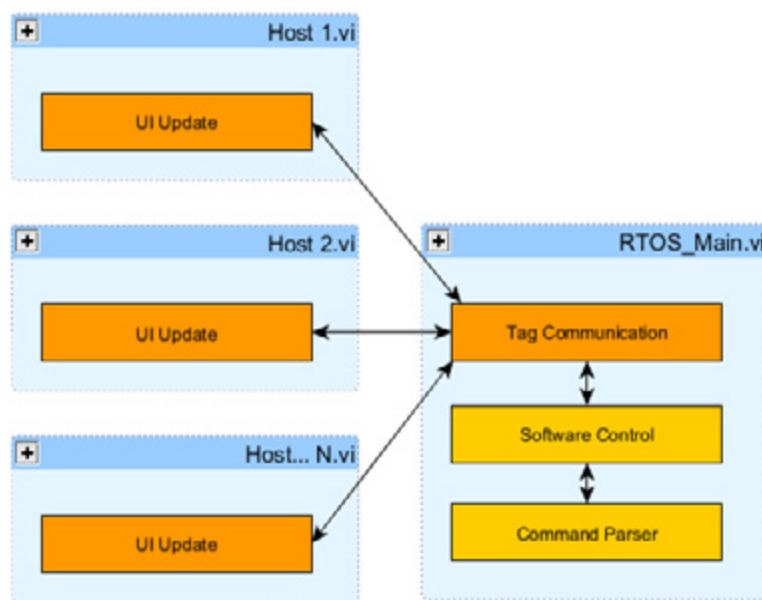 Host 1.vi
UI Update
Host 2.vi
UI Update
Host... N.vi
UI Update
RTOS_Main.vi
Tag Communication
Software Control
Command Parser